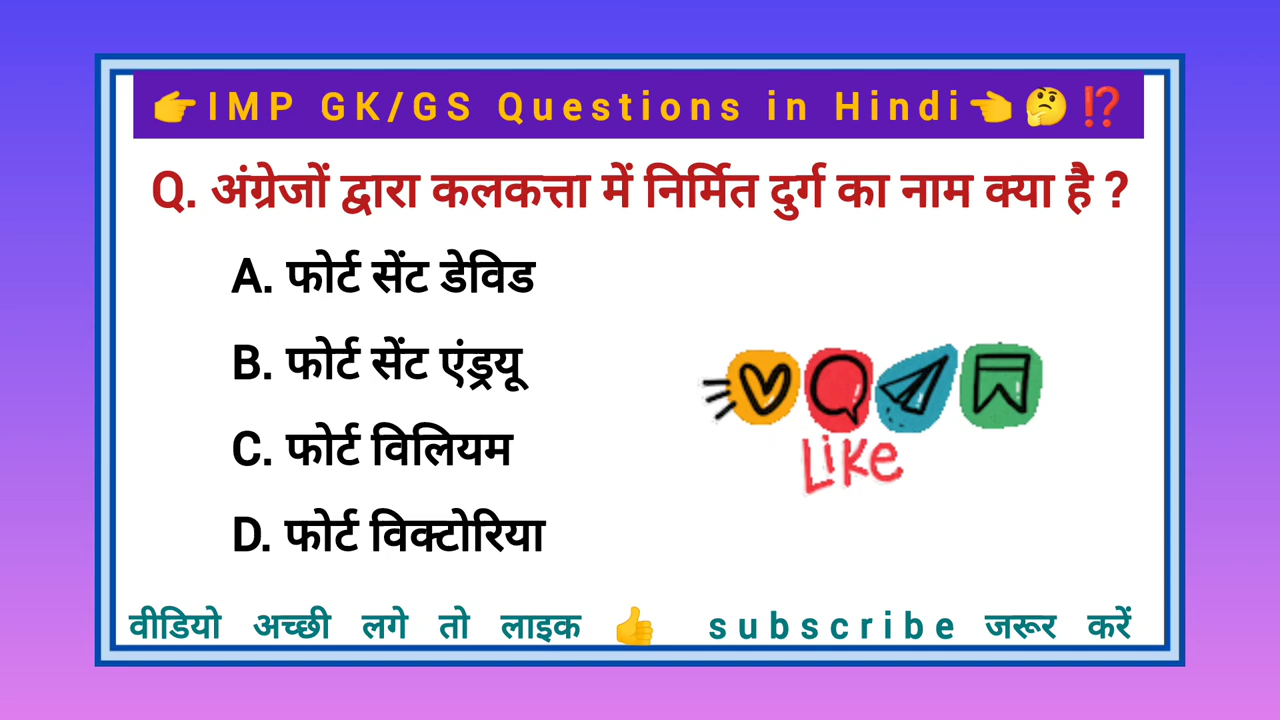 👉IMP GK/GS Questions in Hindi👈🤔⁉️
Q. अंग्रेजों द्वारा कलकत्ता में निर्मित दुर्ग का नाम क्या है ?
A. फोर्ट सेंट डेविड
B. फोर्ट सेंट एंड्रयू
C. फोर्ट विलियम
D. फोर्ट विक्टोरिया
Like
वीडियो अच्छी लगे तो लाइक 👍 subscribe जरूर करें